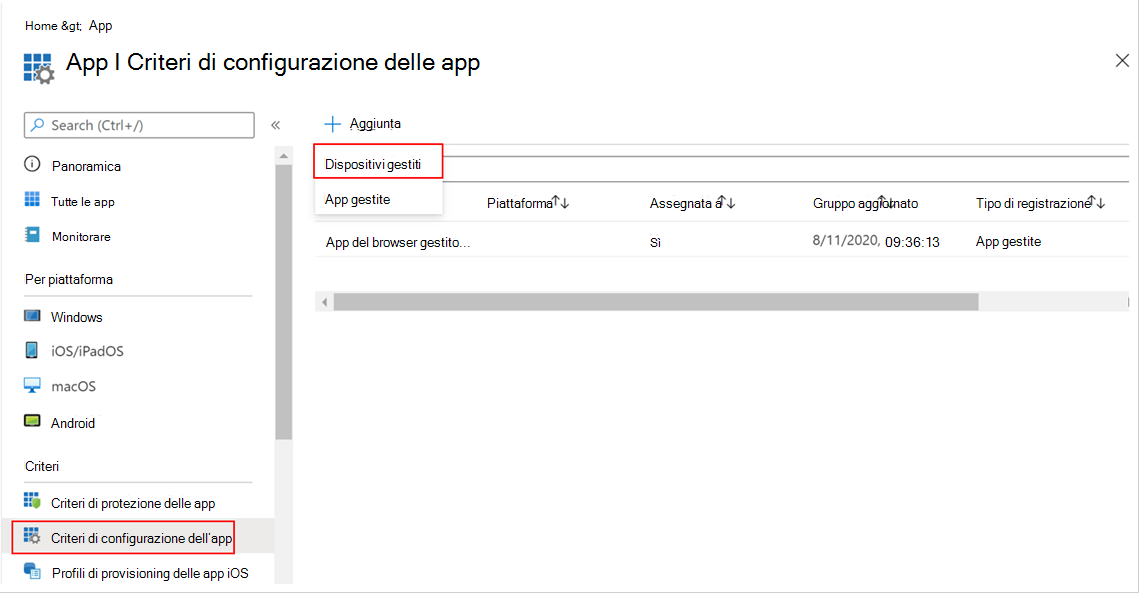 Home &gt; App
App | Criteri di configurazione delle app
Search (Ctrl+/)
«
Aggiunta
Panoramica
Tutte le app
Monitorare
Per piattaforma
Windows
iOS/iPadOS
macOS
Android
Criteri
Criteri di protezione delle app
Criteri di configurazione dell'app
Profili di provisioning delle app iOS
Dispositivi gestiti
App gestite
Piattaforma Assegnata a Gruppo aggiornato Tipo di registrazione
App del browser gestito... Sì 8/11/2020, 09:36:13 App gestite